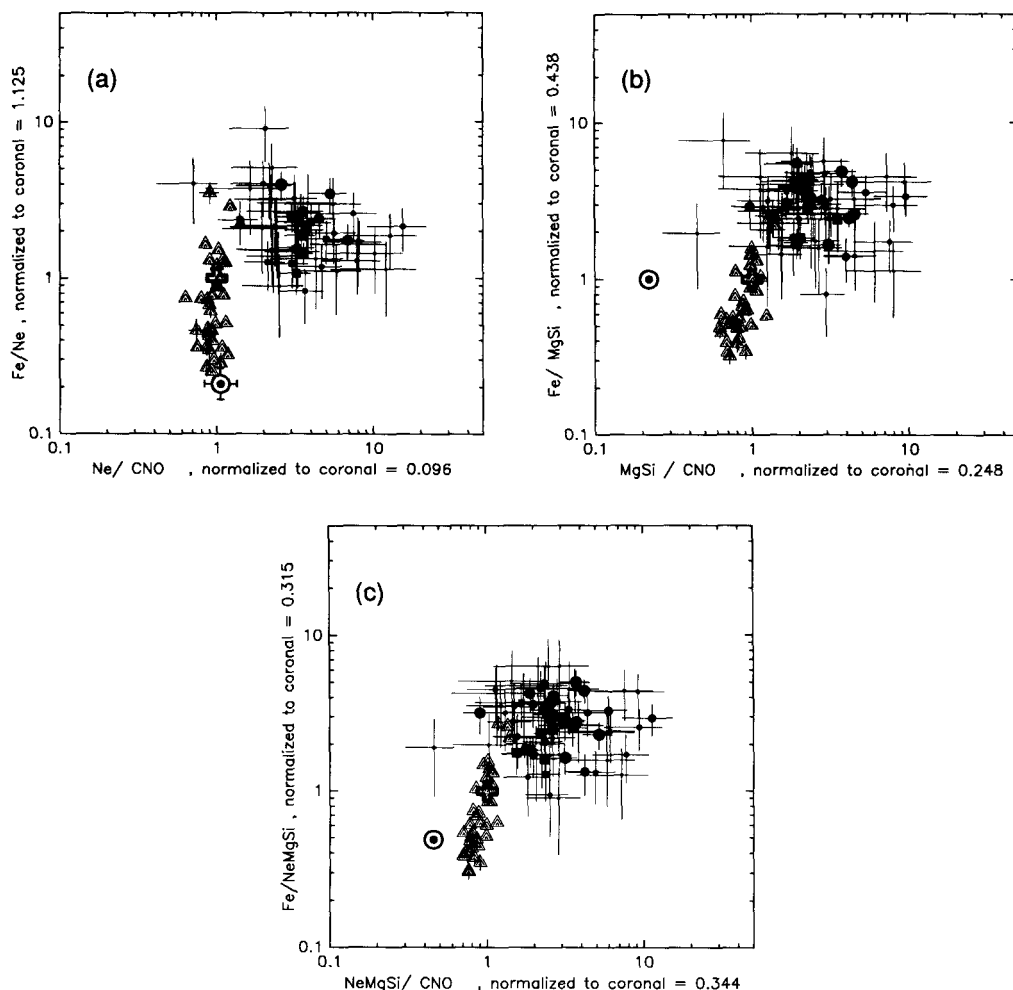 (a)
Fe/Ne , normalized to coronal = 1.125
10
1
0.1
0.1
1
10
Ne/ CNO , normalized to coronal = 0.096
(b)
Fe/ MgSi , normalized to coronal = 0.438
10
1
0.1
0.1
1
10
MgSi / CNO , normalized to coronal = 0.248
(c)
Fe/NeMgSi , normalized to coronal = 0.315
10
1
0.1
0.1
1
10
NeMgSi/ CNO , normalized to coronal = 0.344